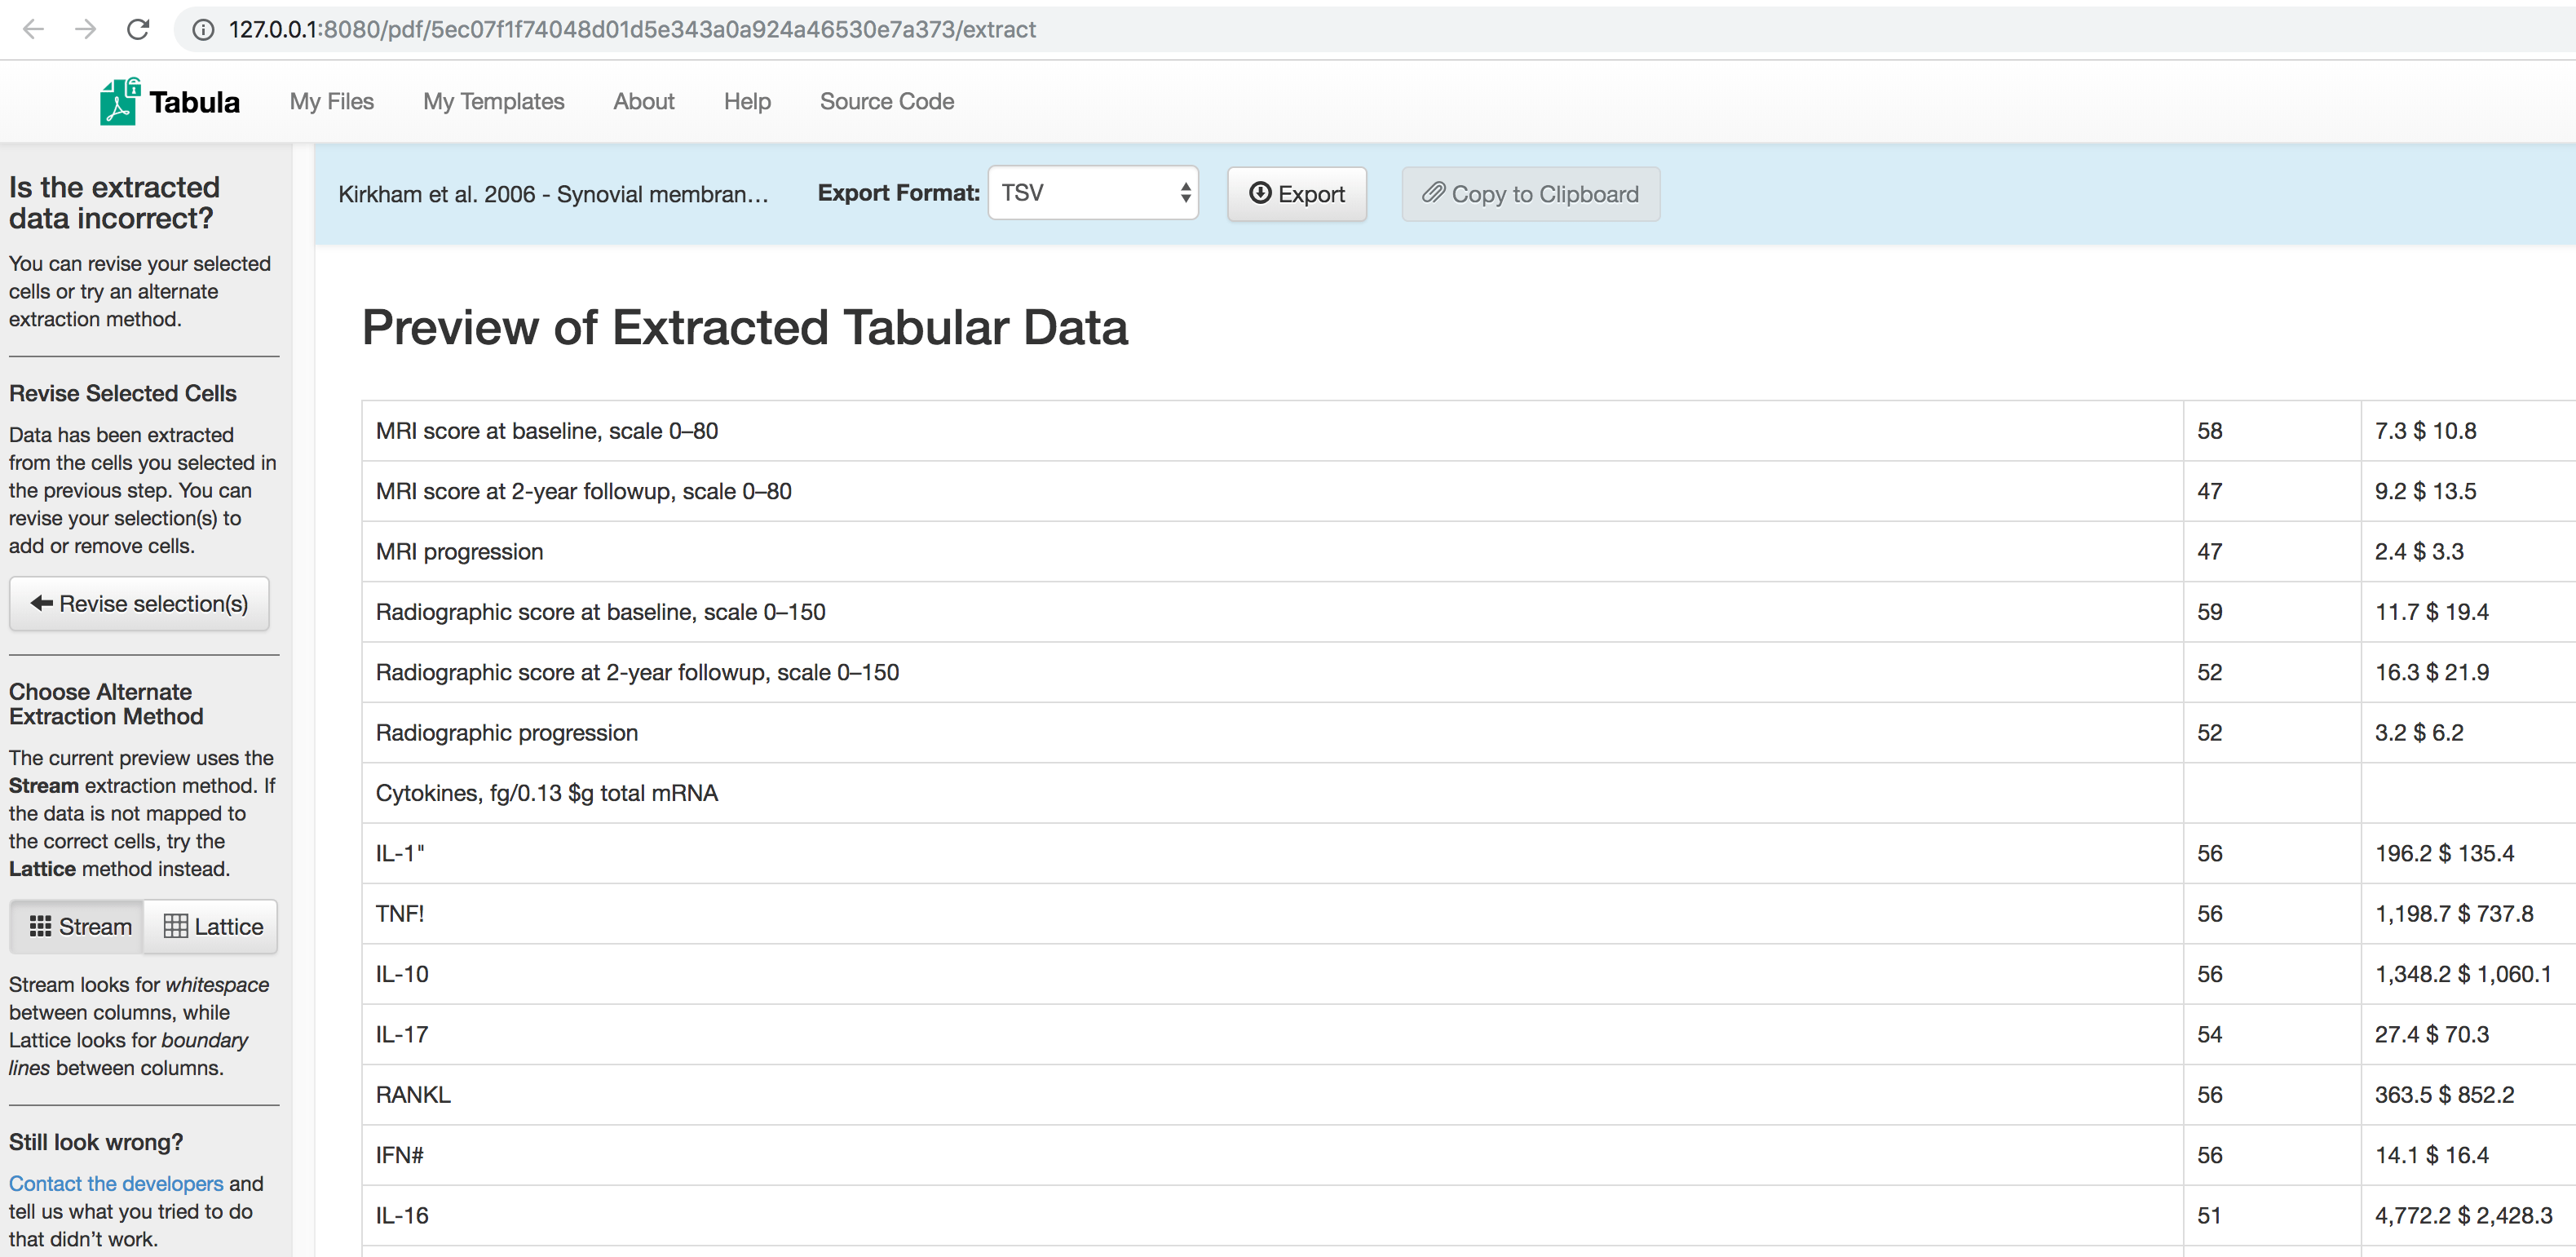 127.0.0.1:8080/pdf/5ec07f1f74048d01d5e343a0a924a46530e7a373/extract
Tabula My Files My Templates About Help Source Code
Is the extracted
data incorrect?
You can revise your selected
cells or try an alternate
extraction method.
Revise Selected Cells
Data has been extracted
from the cells you selected in
the previous step. You can
revise your selection(s) to
add or remove cells.
Revise selection(s)
Choose Alternate
Extraction Method
The current preview uses the
Stream extraction method. If
the data is not mapped to
the correct cells, try the
Lattice method instead.
Stream Lattice
Stream looks for whitespace
between columns, while
Lattice looks for boundary
lines between columns.
Still look wrong?
Contact the developers and
tell us what you tried to do
that didn't work.
Kirkham et al. 2006 - Synovial membran... Export Format: TSV Export Copy to Clipboard
Preview of Extracted Tabular Data
MRI score at baseline, scale 0–80 58 7.3 $ 10.8
MRI score at 2-year followup, scale 0–80 47 9.2 $ 13.5
MRI progression 47 2.4 $ 3.3
Radiographic score at baseline, scale 0–150 59 11.7 $ 19.4
Radiographic score at 2-year followup, scale 0–150 52 16.3 $ 21.9
Radiographic progression 52 3.2 $ 6.2
Cytokines, fg/0.13 $g total mRNA
IL-1" 56 196.2 $ 135.4
TNF! 56 1,198.7 $ 737.8
IL-10 56 1,348.2 $ 1,060.1
IL-17 54 27.4 $ 70.3
RANKL 56 363.5 $ 852.2
IFN# 56 14.1 $ 16.4
IL-16 51 4,772.2 $ 2,428.3